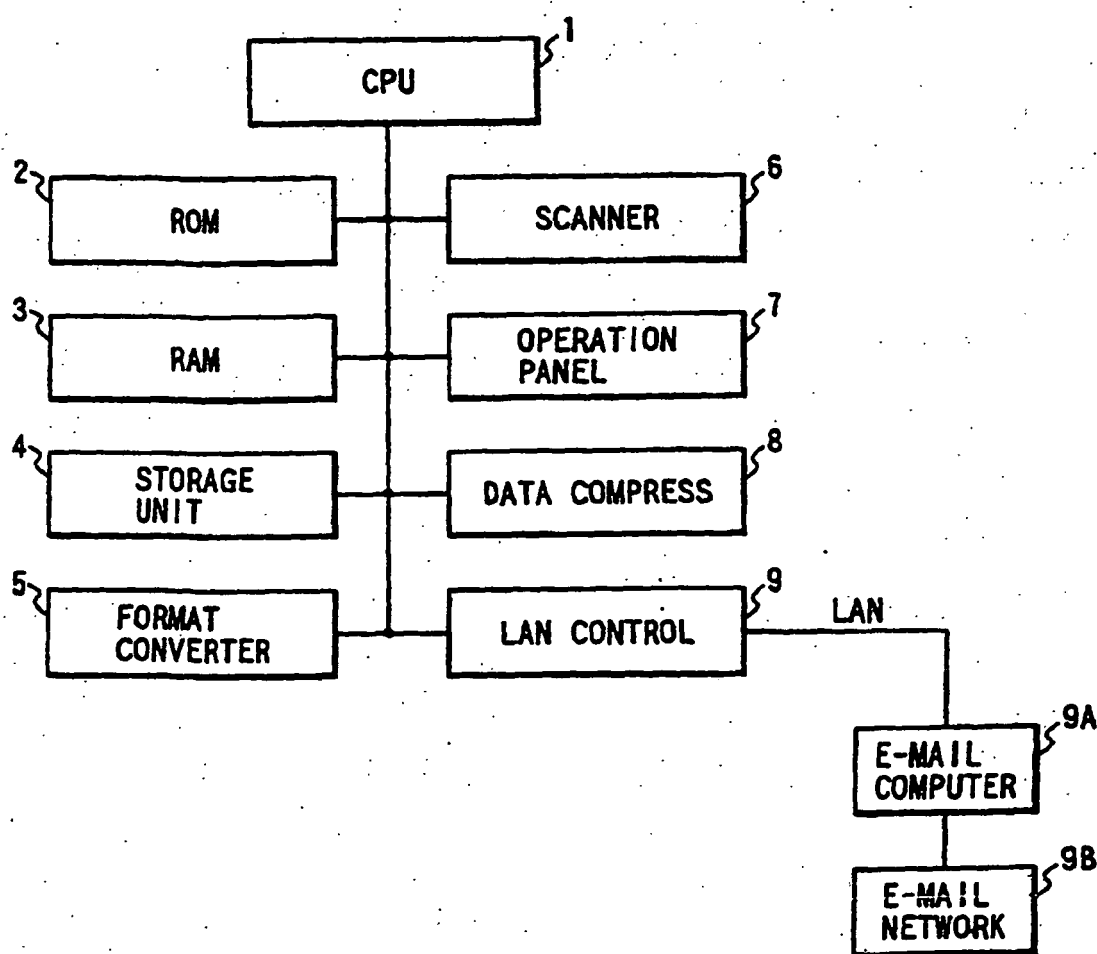 1
CPU
2
ROM
6
SCANNER
3
RAM
7
OPERATION
PANEL
4
STORAGE
UNIT
8
DATA COMPRESS
5
FORMAT
CONVERTER
9
LAN CONTROL
LAN
9A
E-MAIL
COMPUTER
9B
E-MAIL
NETWORK